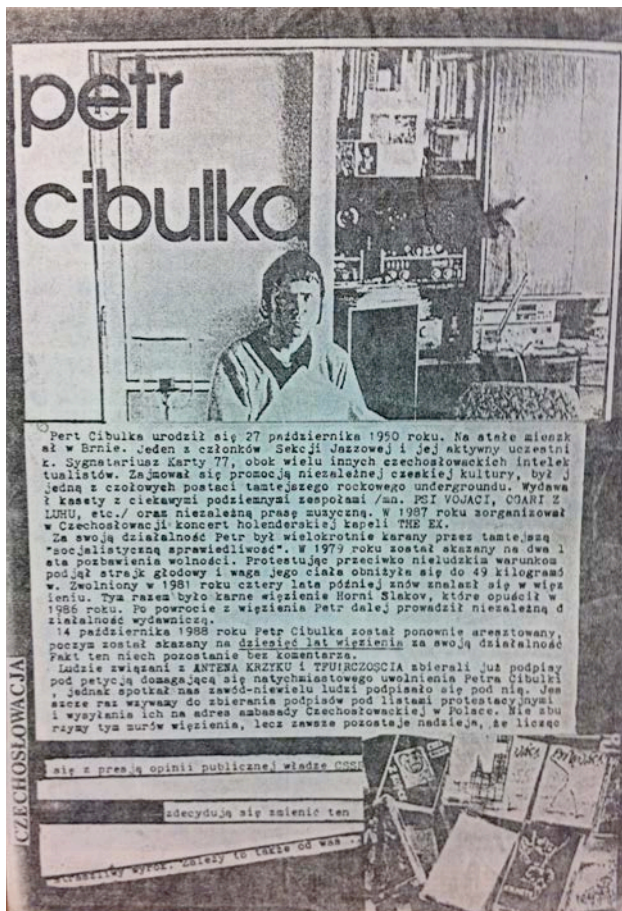 petr
cibulka
Pert Cibulka urodził się 27 października 1950 roku. Na stałe mieszk
ał w Brnie. Jeden z członków Sekcji Jazzowej i jej aktywny uczestni
k. Sygnatariusz Karty 77, obok wielu innych czechosłowackich intelek
tualistów. Zajmował się promocją niezależnej czeskiej kultury, był j
jedną z czołowych postaci tamtejszego rockowego undergroundu. Wydawa
ł kasety z ciekawymi podziemnymi zespołami /mn. PSI VOJACI, CGARI Z
LUHU, etc./ oraz niezależną prasę muzyczną. W 1987 roku zorganizował
w Czechosłowacji koncert holenderskiej kapeli THE EX.
Za swoją działalność Petr był wielokrotnie karany przez tamtejszą
"socjalistyczną sprawiedliwość". W 1979 roku został skazany na dwa l
ata pozbawienia wolności. Protestując przeciwko nieludzkim warunkom
podjął strajk głodowy i waga jego ciała obniżyła się do 49 kilogramó
w. Zwolniony w 1981 roku cztery lata później znów znalazł się w więz
ieniu. Tym razem było karne więzienie Horni Slakov, które opuścił w
1986 roku. Po powrocie z więzienia Petr dalej prowadził niezależną d
ziałalność wydawniczą.
14 października 1988 roku Petr Cibulka został ponownie aresztowany,
poczym został skazany na dziesięć lat więzienia za swoją działalność
Fakt ten niech pozostanie bez komentarza.
Ludzie związani z ANTENA KRZYKU i TPUIRCZOŚCIA zbierali już podpisy
pod petycją domagającą się natychmiastowego uwolnienia Petra Cibulki
, jednak spotkał nas zawód-niewielu ludzi podpisało się pod nią. Jes
szcze raz wzywamy do zbierania podpisów pod listami protestacyjnymi
i wysyłania ich na adres ambasady Czechosłowackiej w Polsce. Nie zbu
rzymy tym murów więzienia, lecz zawsze pozostaje nadzieja, że licząc
się z presją opinii publicznej władze CSSR
zdecydują się zmienić ten
straszliwy wyrok. Zależy to także od was ...
CZECHOSŁOWACJA